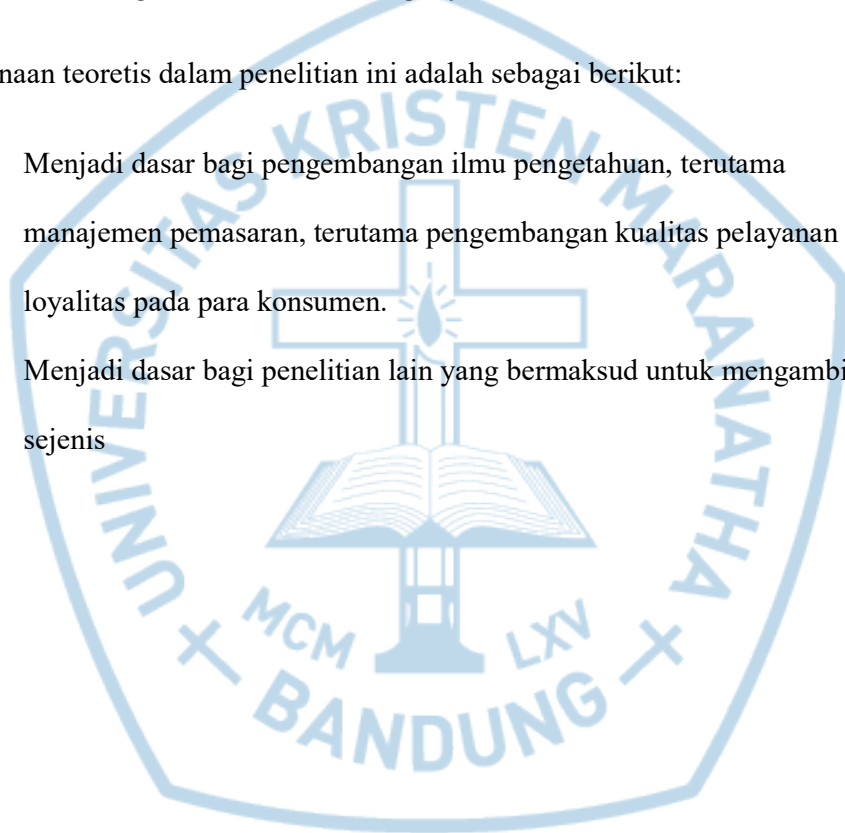 naan teoretis dalam penelitian ini adalah sebagai berikut:
Menjadi dasar bagi pengembangan ilmu pengetahuan, terutama
manajemen pemasaran, terutama pengembangan kualitas pelayanan
loyalitas pada para konsumen.
Menjadi dasar bagi penelitian lain yang bermaksud untuk mengambi
sejenis
UNIVERSITAS KRISTEN MARANATHA
MCM LXV
BANDUNG